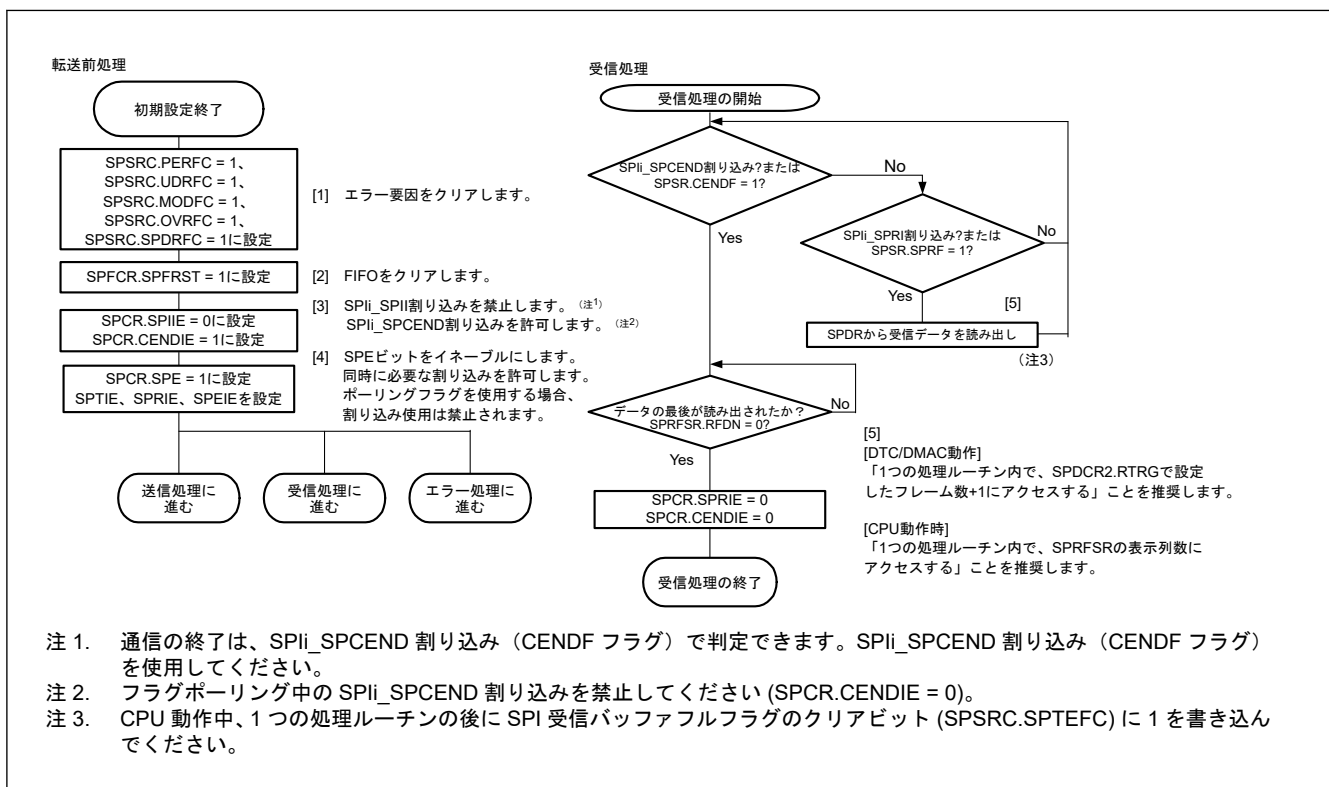 転送前処理
初期設定終了
SPSRC.PERFC = 1、
SPSRC.UDRFC = 1、
SPSRC.MODFC = 1、
SPSRC.OVRFC = 1、
SPSRC.SPDRFC = 1に設定
[1] エラー要因をクリアします。
SPFCR.SPFRST = 1に設定
[2] FIFOをクリアします。
SPCR.SPIIE = 0に設定
SPCR.CENDIE = 1に設定
[3] SPIi_SPII割り込みを禁止します。（注1）
SPIi_SPCEND割り込みを許可します。（注2）
SPCR.SPE = 1に設定
SPTIE、SPRIE、SPEIEを設定
[4] SPEビットをイネーブルにします。
同時に必要な割り込みを許可します。
ポーリングフラグを使用する場合、
割り込み使用は禁止されます。
送信処理に
進む
受信処理に
進む
エラー処理に
進む
受信処理
受信処理の開始
SPIi_SPCEND割り込み?または
SPSR.CENDF = 1?
No
Yes
SPIi_SPRI割り込み?または
SPSR.SPRF = 1?
No
Yes
[5]
SPDRから受信データを読み出し
（注3）
データの最後が読み出されたか？
SPRFSR.RFDN = 0?
No
Yes
SPCR.SPRIE = 0
SPCR.CENDIE = 0
受信処理の終了
[5]
[DTC/DMAC動作]
「1つの処理ルーチン内で、SPDCR2.RTRGで設定
したフレーム数+1にアクセスする」ことを推奨します。
[CPU動作時]
「1つの処理ルーチン内で、SPRFSRの表示列数に
アクセスする」ことを推奨します。
注 1. 通信の終了は、SPIi_SPCEND 割り込み（CENDF フラグ）で判定できます。SPIi_SPCEND 割り込み（CENDF フラグ）
を使用してください。
注 2. フラグポーリング中の SPIi_SPCEND 割り込みを禁止してください (SPCR.CENDIE = 0)。
注 3. CPU 動作中、1 つの処理ルーチンの後に SPI 受信バッファフルフラグのクリアビット (SPSRC.SPTEFC) に 1 を書き込ん
でください。